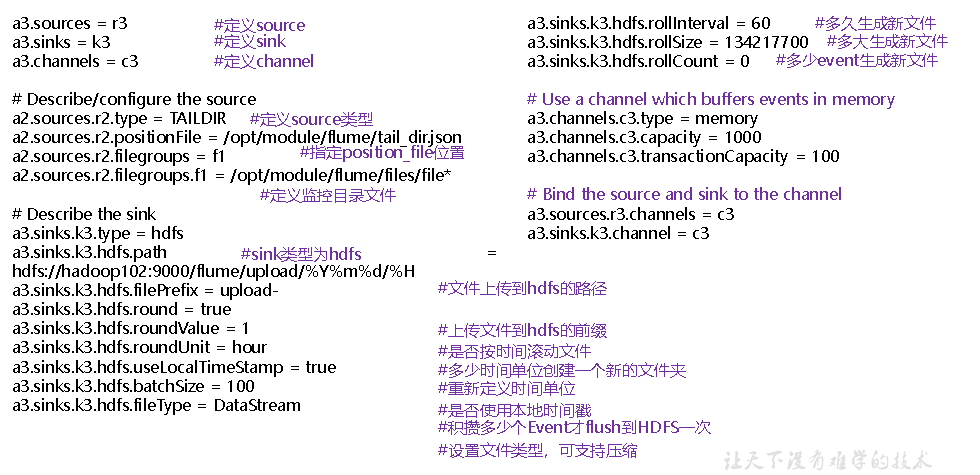 a3.sources = r3 #定义source
a3.sinks = k3 #定义sink
a3.channels = c3 #定义channel
# Describe/configure the source
a2.sources.r2.type = TAILDIR #定义source类型
a2.sources.r2.positionFile = /opt/module/flume/tail_dir.json
a2.sources.r2.filegroups = f1 #指定position_file位置
a2.sources.r2.filegroups.f1 = /opt/module/flume/files/file*
#定义监控目录文件
# Describe the sink
a3.sinks.k3.type = hdfs
a3.sinks.k3.hdfs.path #sink类型为hdfs =
hdfs://hadoop102:9000/flume/upload/%Y%m%d/%H
a3.sinks.k3.hdfs.filePrefix = upload- #文件上传到hdfs的路径
a3.sinks.k3.hdfs.round = true
a3.sinks.k3.hdfs.roundValue = 1 #上传文件到hdfs的前缀
a3.sinks.k3.hdfs.roundUnit = hour #是否按时间滚动文件
a3.sinks.k3.hdfs.useLocalTimeStamp = true #多少时间单位创建一个新的文件夹
a3.sinks.k3.hdfs.batchSize = 100 #重新定义时间单位
a3.sinks.k3.hdfs.fileType = DataStream #是否使用本地时间戳
#积攒多少个Event才flush到HDFS一次
#设置文件类型，可支持压缩
a3.sinks.k3.hdfs.rollInterval = 60 #多久生成新文件
a3.sinks.k3.hdfs.rollSize = 134217700 #多大生成新文件
a3.sinks.k3.hdfs.rollCount = 0 #多少event生成新文件
# Use a channel which buffers events in memory
a3.channels.c3.type = memory
a3.channels.c3.capacity = 1000
a3.channels.c3.transactionCapacity = 100
# Bind the source and sink to the channel
a3.sources.r3.channels = c3
a3.sinks.k3.channel = c3
让天下没有难学的技术